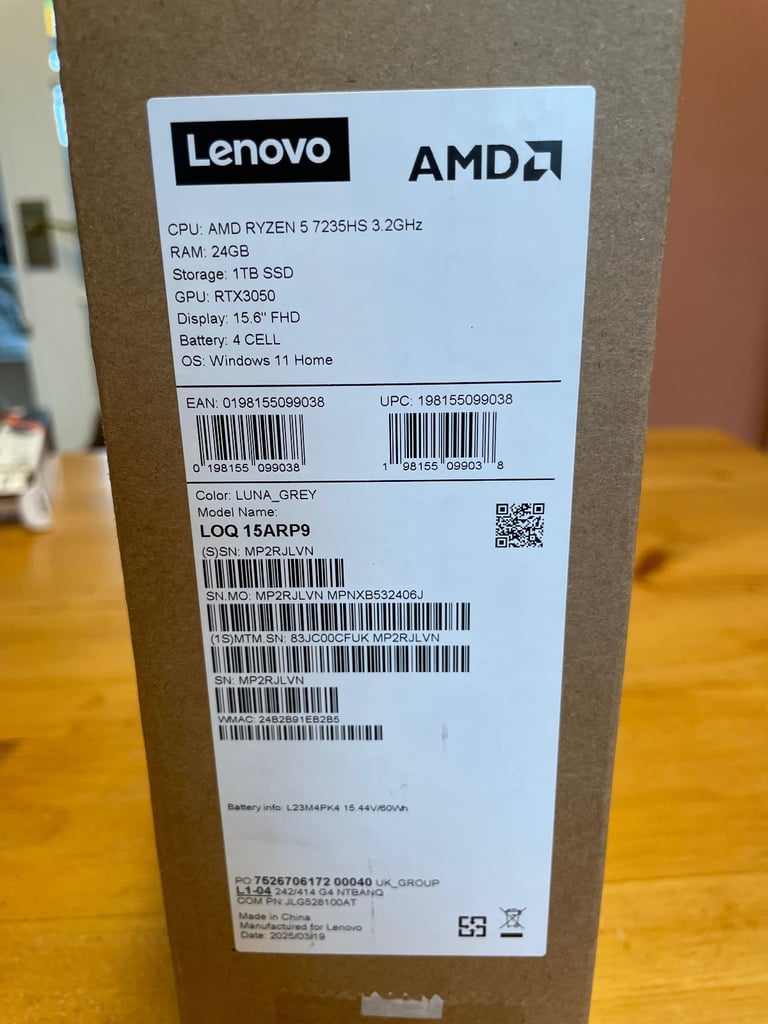 Lenovo
AMD
CPU: AMD RYZEN 5 7235HS 3.2GHz
RAM: 24GB
Storage: 1TB SSD
GPU: RTX3050
Display: 15.6" FHD
Battery: 4 CELL
OS: Windows 11 Home
EAN: 0198155099038 UPC: 198155099038
0 198155 099038 1 98155 09903 8
Color: LUNA_GREY
Model Name:
LOQ 15ARP9
(S)SN: MP2RJLVN
SN.MO: MP2RJLVN MPNXB532406J
(1S)MTM.SN: 83JC00CFUK MP2RJLVN
SN: MP2RJLVN
WMAC: 24B2B91EB2B5
Battery info: L23M4PK4 15.44V/60Wh
PO:7526706172 00040 UK_GROUP
L1-04 242/414 G4 NTBANQ
COM PN JLG528100AT
Made in China
Manufactured for Lenovo
Date: 2025/03/19